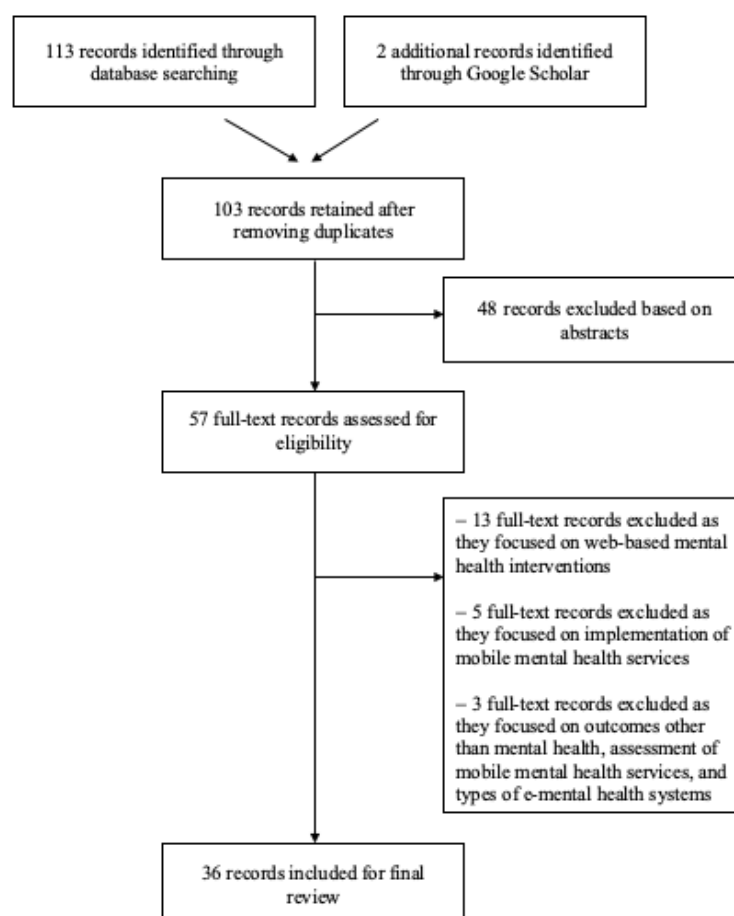 113 records identified through
database searching
2 additional records identified
through Google Scholar
103 records retained after
removing duplicates
48 records excluded based on
abstracts
57 full-text records assessed for
eligibility
– 13 full-text records excluded as
they focused on web-based mental
health interventions
– 5 full-text records excluded as
they focused on implementation of
mobile mental health services
– 3 full-text records excluded as
they focused on outcomes other
than mental health, assessment of
mobile mental health services, and
types of e-mental health systems
36 records included for final
review